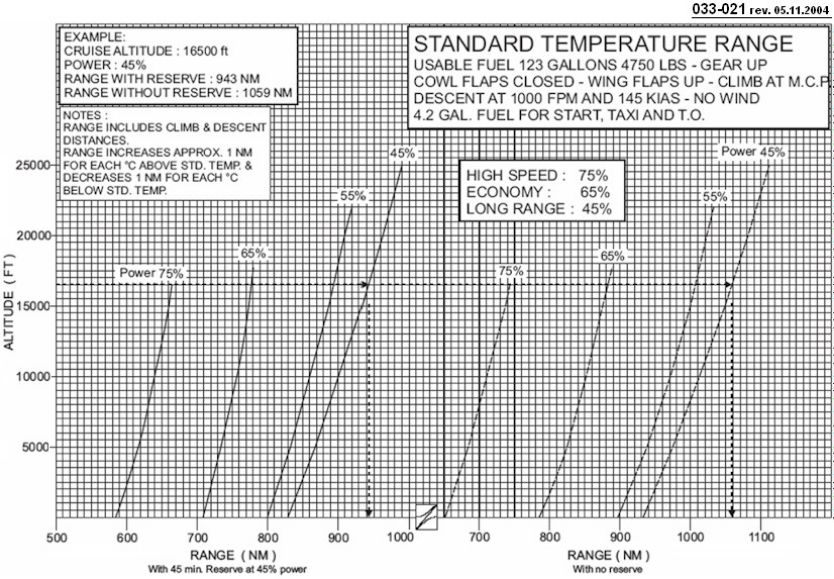 033-021 rev. 05.11.2004
EXAMPLE:
CRUISE ALTITUDE : 16500 ft
POWER : 45%
RANGE WITH RESERVE : 943 NM
RANGE WITHOUT RESERVE : 1059 NM
STANDARD TEMPERATURE RANGE
USABLE FUEL 123 GALLONS 4750 LBS - GEAR UP
COWL FLAPS CLOSED - WING FLAPS UP - CLIMB AT M.C.P.
DESCENT AT 1000 FPM AND 145 KIAS - NO WIND
4.2 GAL. FUEL FOR START, TAXI AND T.O.
NOTES :
RANGE INCLUDES CLIMB & DESCENT
DISTANCES.
RANGE INCREASES APPROX. 1 NM
FOR EACH °C ABOVE STD. TEMP. &
DECREASES 1 NM FOR EACH °C
BELOW STD. TEMP.
HIGH SPEED : 75%
ECONOMY : 65%
LONG RANGE : 45%
45%
55%
65%
Power 75%
Power 45%
55%
65%
75%
ALTITUDE ( FT )
25000
20000
15000
10000
5000
500 600 700 800 900 1000 700 800 900 1000 1100
RANGE ( NM )
With 45 min. Reserve at 45% power
RANGE ( NM )
With no reserve